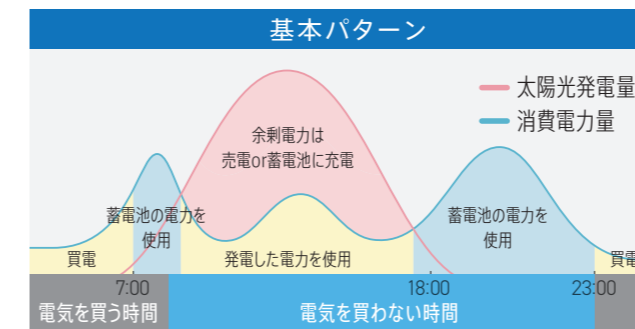 基本パターン
太陽光発電量
消費電力量
余剰電力は
売電or蓄電池に充電
蓄電池の電力を
使用
蓄電池の電力を
使用
買電
発電した電力を使用
買電
7:00
18:00
23:00
電気を買う時間
電気を買わない時間